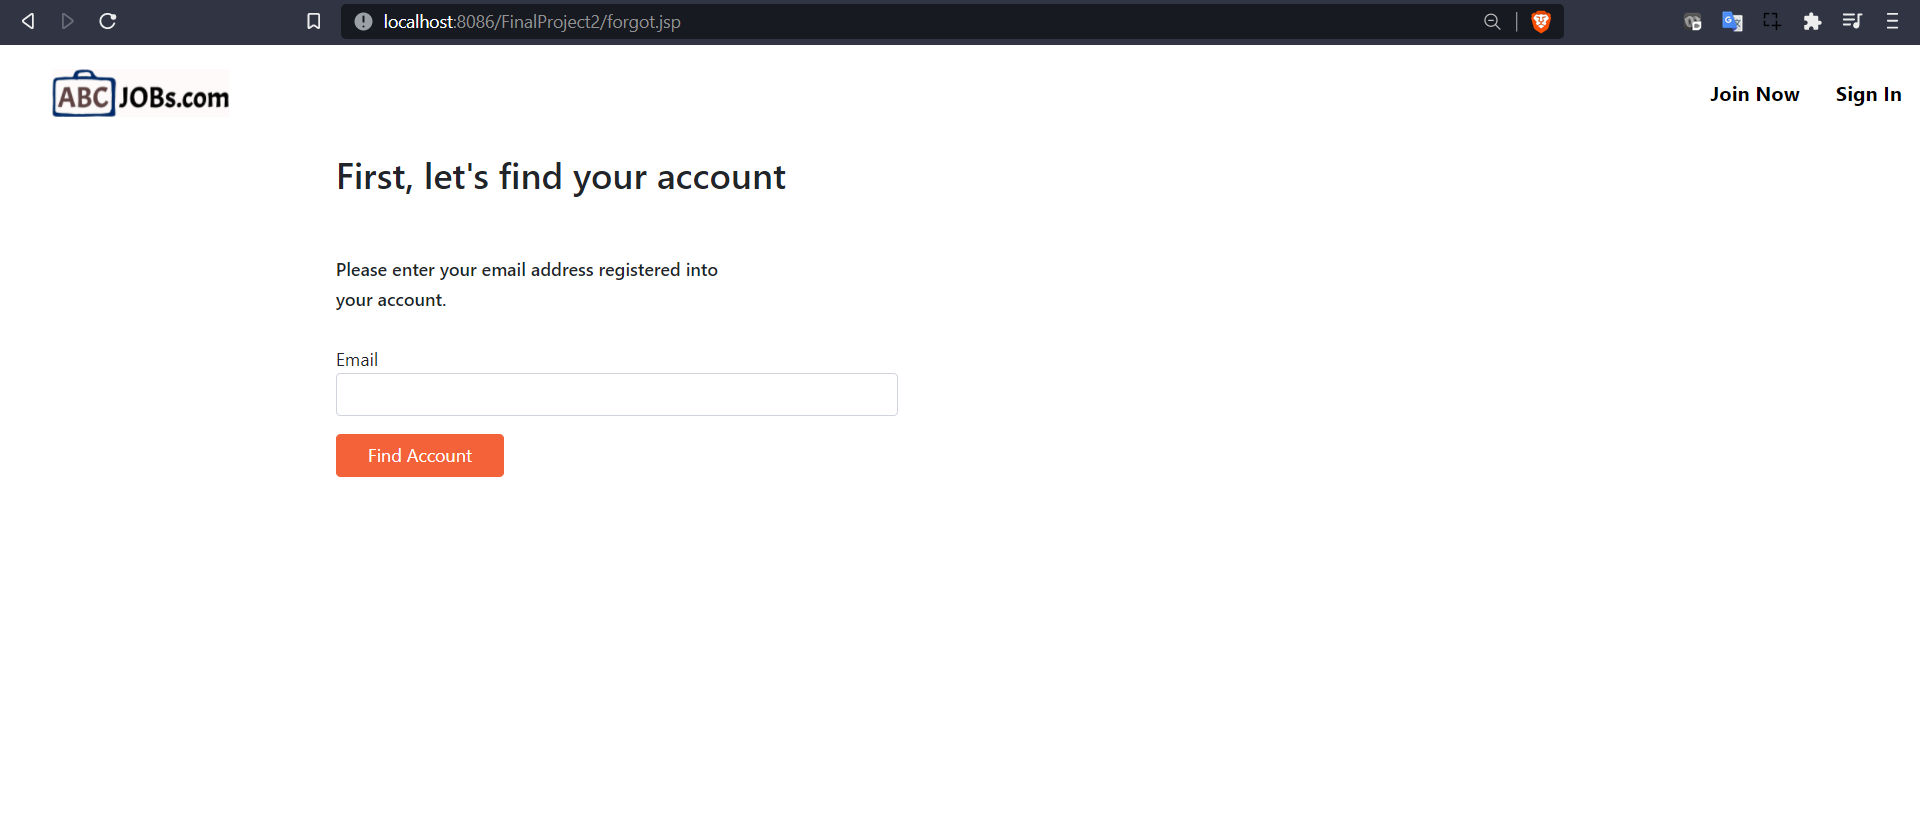 localhost:8086/FinalProject2/forgot.jsp
ABC JOBs.com
Join Now Sign In
First, let's find your account
Please enter your email address registered into
your account.
Email
Find Account